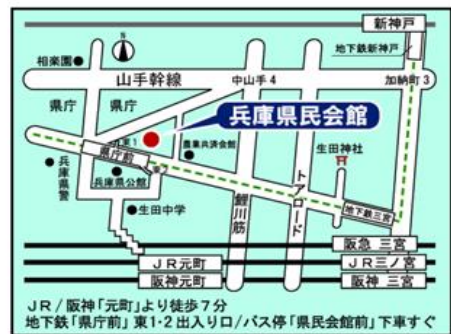 新神戸
地下鉄新神戸
相楽園
N
山手幹線
中山手4
加納町3
県庁
県庁
兵庫県民会館
東1
農業共済会館
生田神社
県庁前
東2
兵庫県警
兵庫県公館
生田中学
鯉川筋
トアロード
地下鉄三宮
阪急 三宮
JR元町
JR三ノ宮
阪神元町
阪神 三宮
JR/阪神「元町」より徒歩7分
地下鉄「県庁前」東1・2出入り口/バス停「県民会館前」下車すぐ